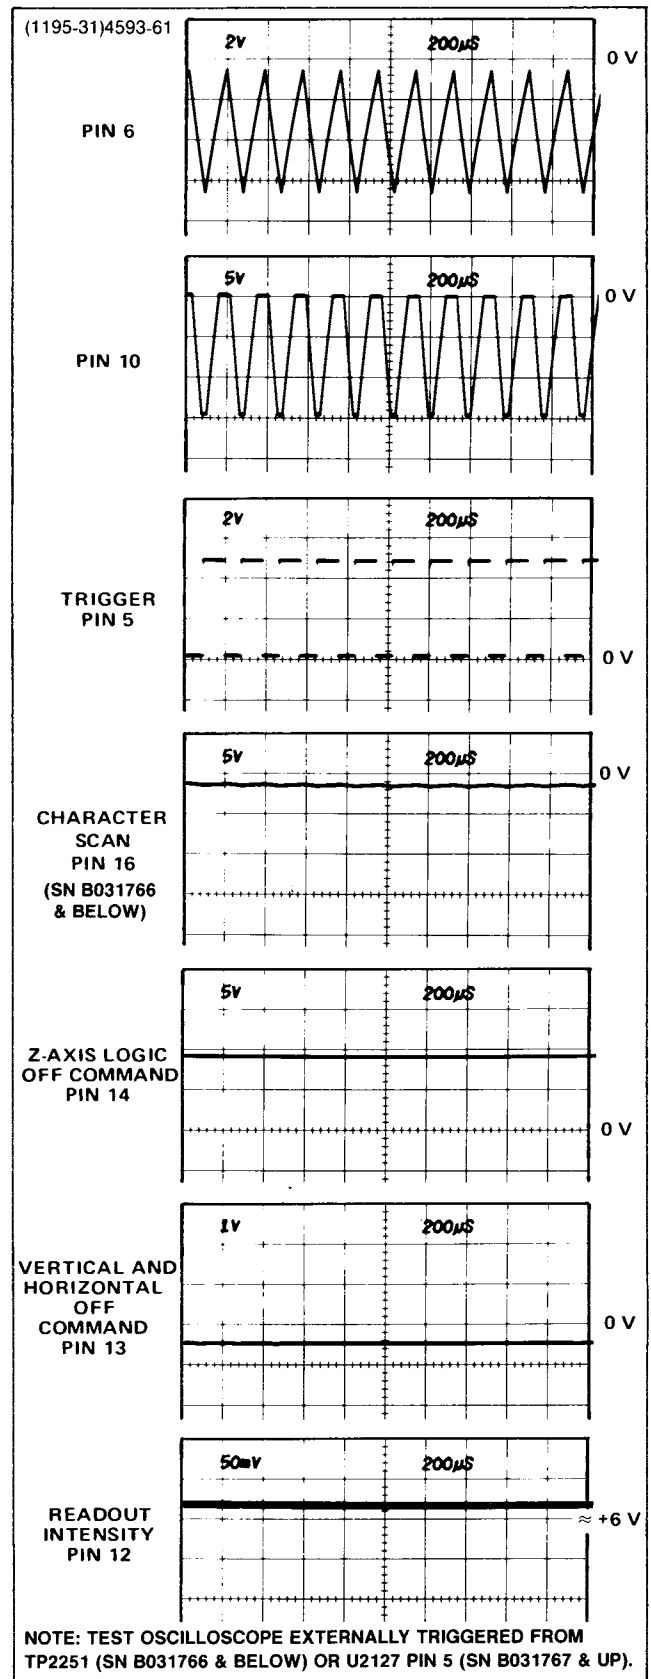 (1195-31)4593-61
2V 200µS 0 V
PIN 6
5V 200µS 0 V
PIN 10
2V 200µS
TRIGGER
PIN 5
0 V
5V 200µS 0 V
CHARACTER
SCAN
PIN 16
(SN B031766
& BELOW)
5V 200µS
Z-AXIS LOGIC
OFF COMMAND
PIN 14
0 V
1V 200µS
VERTICAL AND
HORIZONTAL
OFF
COMMAND
PIN 13
0 V
50mV 200µS
READOUT
INTENSITY
PIN 12
≈ +6 V
NOTE: TEST OSCILLOSCOPE EXTERNALLY TRIGGERED FROM
TP2251 (SN B031766 & BELOW) OR U2127 PIN 5 (SN B031767 & UP).